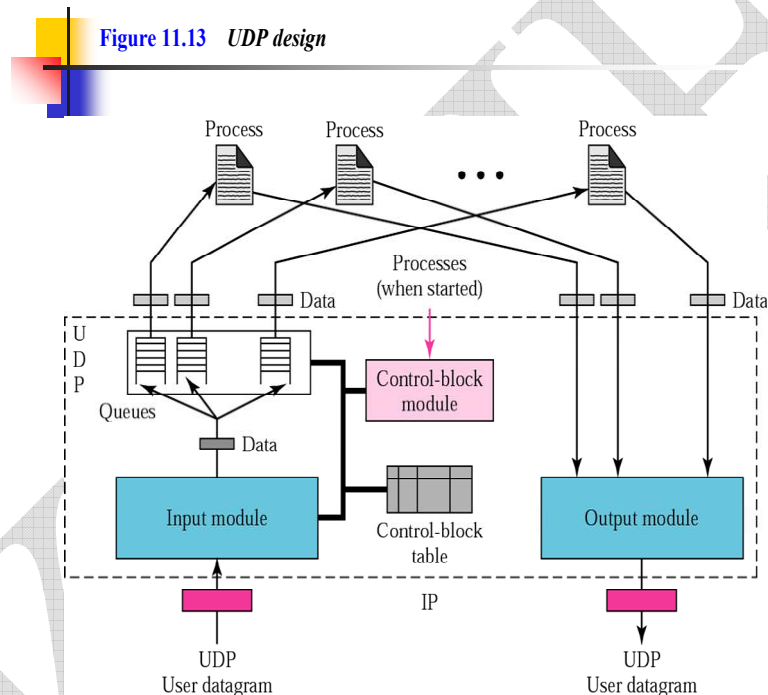 Figure 11.13 UDP design
Process
Process
Process
Processes
(when started)
Data
Data
U
D
P
Control-block
module
Queues
Data
Input module
Control-block
table
Output module
IP
UDP
User datagram
UDP
User datagram